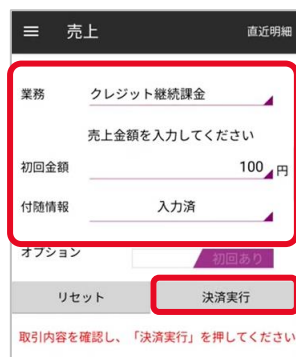 売上 直近明細
業務 クレジット継続課金
売上金額を入力してください
初回金額 100 円
付随情報 入力済
オプション 初回あり
リセット 決済実行
取引内容を確認し、「決済実行」を押してください